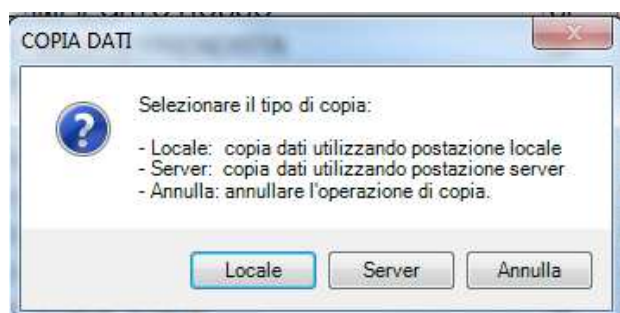 COPIA DATI
Selezionare il tipo di copia:
- Locale: copia dati utilizzando postazione locale
- Server: copia dati utilizzando postazione server
- Annulla: annullare l'operazione di copia.
Locale
Server
Annulla